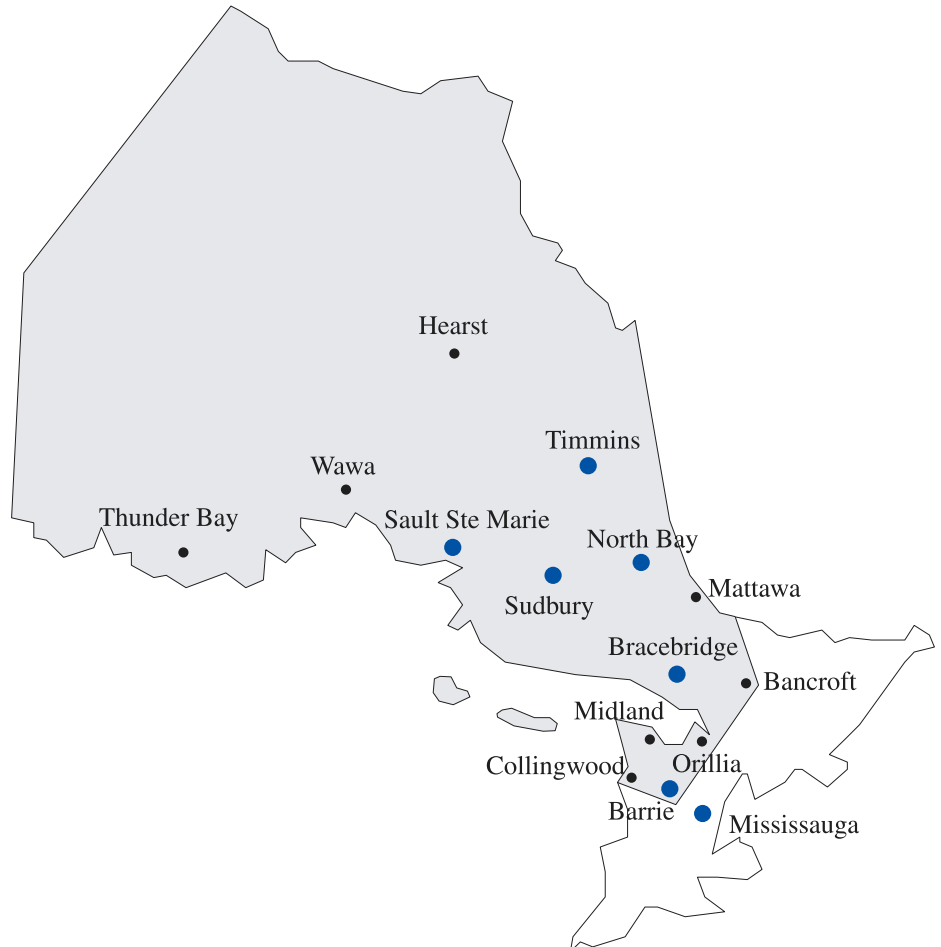 Hearst
Timmins
Wawa
Thunder Bay
Sault Ste Marie
North Bay
Mattawa
Sudbury
Bracebridge
Bancroft
Midland
Orillia
Collingwood
Barrie
Mississauga